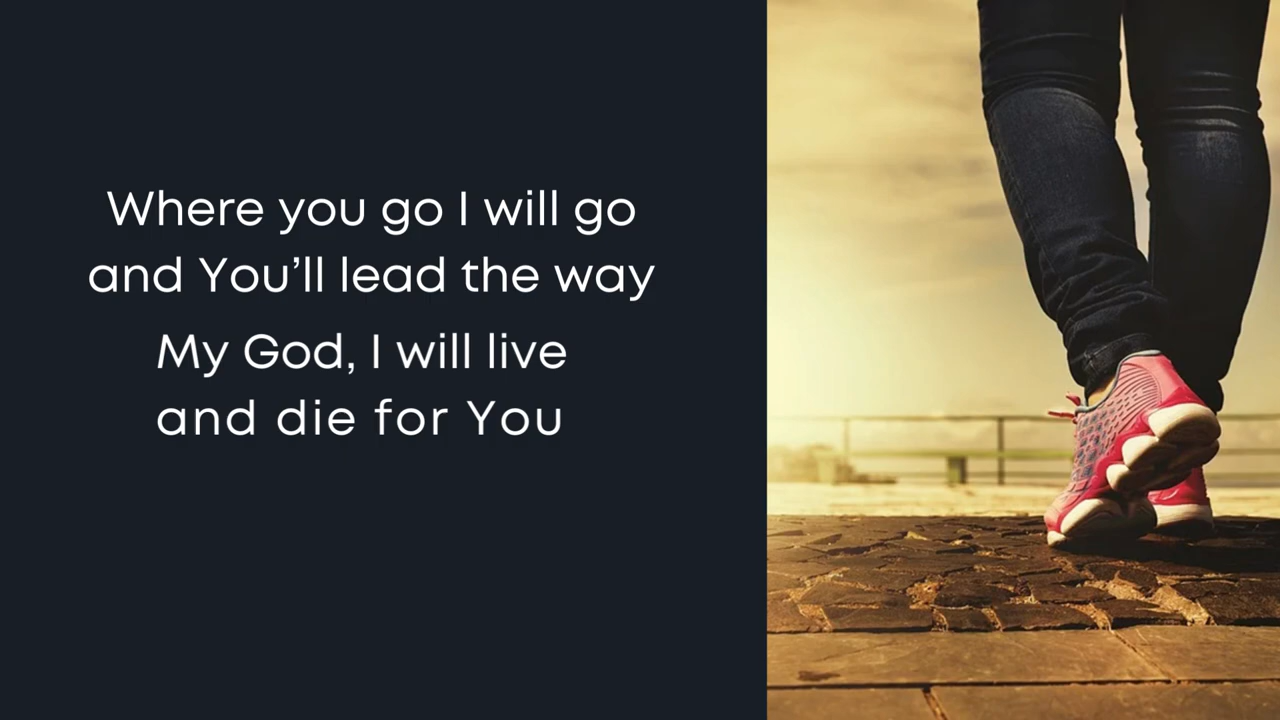 Where you go I will go
and You’ll lead the way
My God, I will live
and die for You